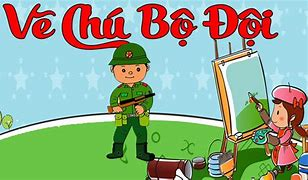 Vẽ Chú Bộ Đội